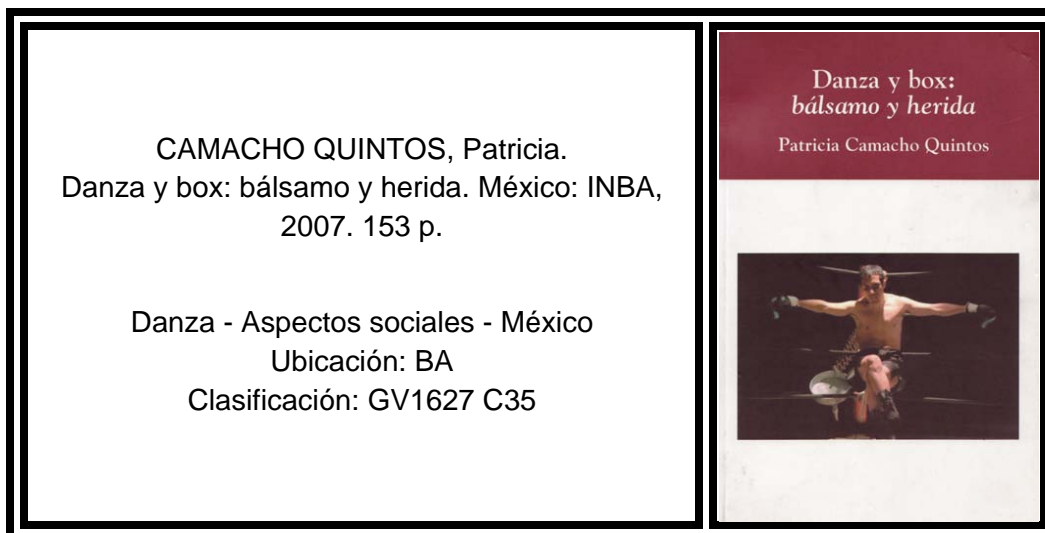 CAMACHO QUINTOS, Patricia.
Danza y box: bálsamo y herida. México: INBA,
2007. 153 p.
Danza - Aspectos sociales - México
Ubicación: BA
Clasificación: GV1627 C35
Danza y box:
bálsamo y herida
Patricia Camacho Quintos